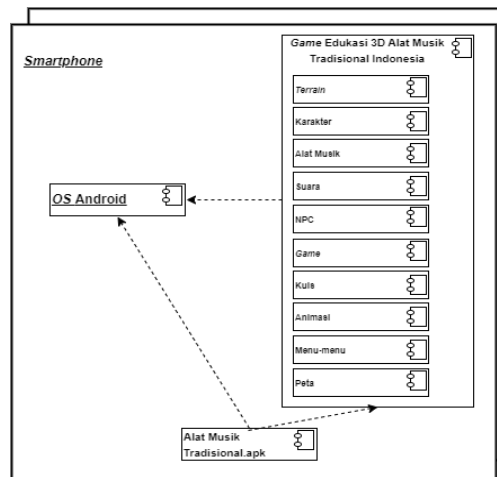 Smartphone
Game Edukasi 3D Alat Musik
Tradisional Indonesia
Terrain
Karakter
Alat Musik
Suara
NPC
Game
Kuis
Animasi
Menu-menu
Peta
OS Android
Alat Musik
Tradisional.apk